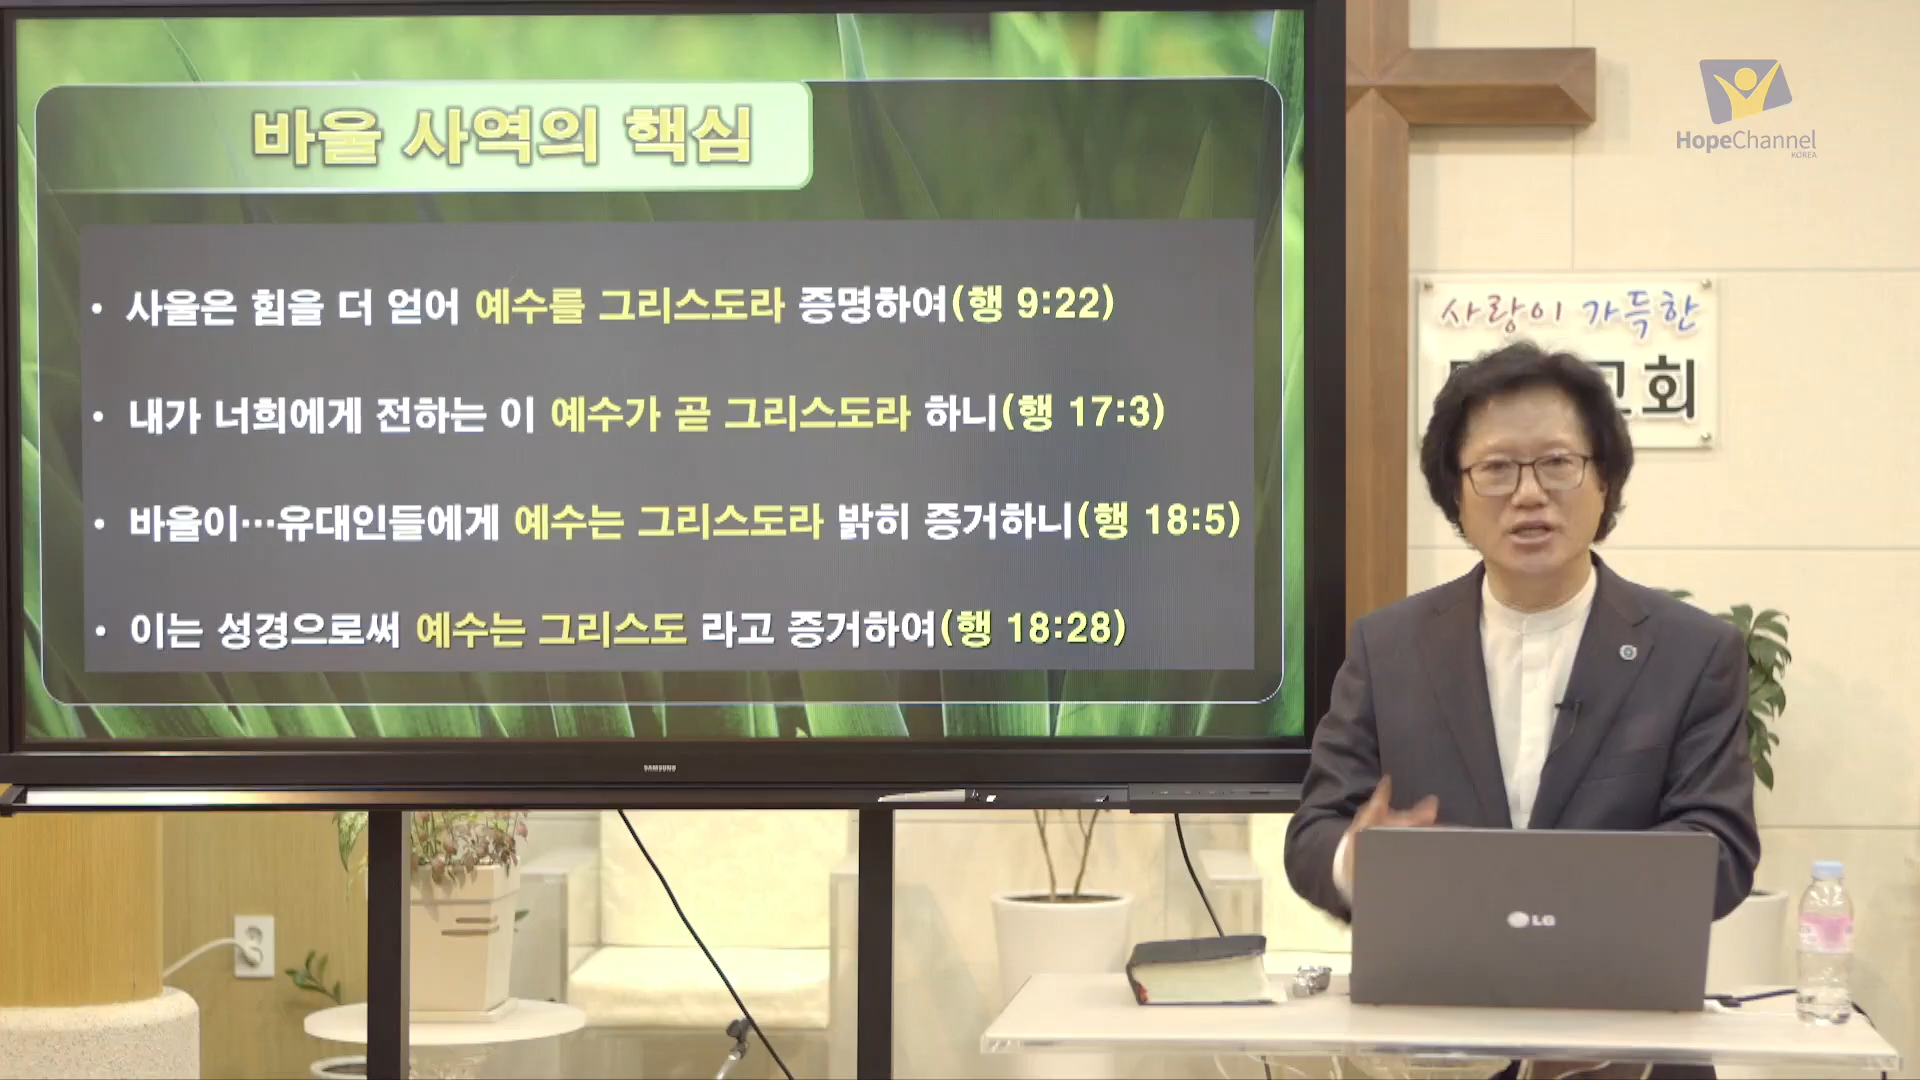 바울 사역의 핵심
• 사울은 힘을 더 얻어 예수를 그리스도라 증명하여(행 9:22)
• 내가 너희에게 전하는 이 예수가 곧 그리스도라 하니(행 17:3)
• 바울이…유대인들에게 예수는 그리스도라 밝히 증거하니(행 18:5)
• 이는 성경으로써 예수는 그리스도 라고 증거하여(행 18:28)
SAMSUNG
HopeChannel
KOREA
사랑이 가득한
교회
LG